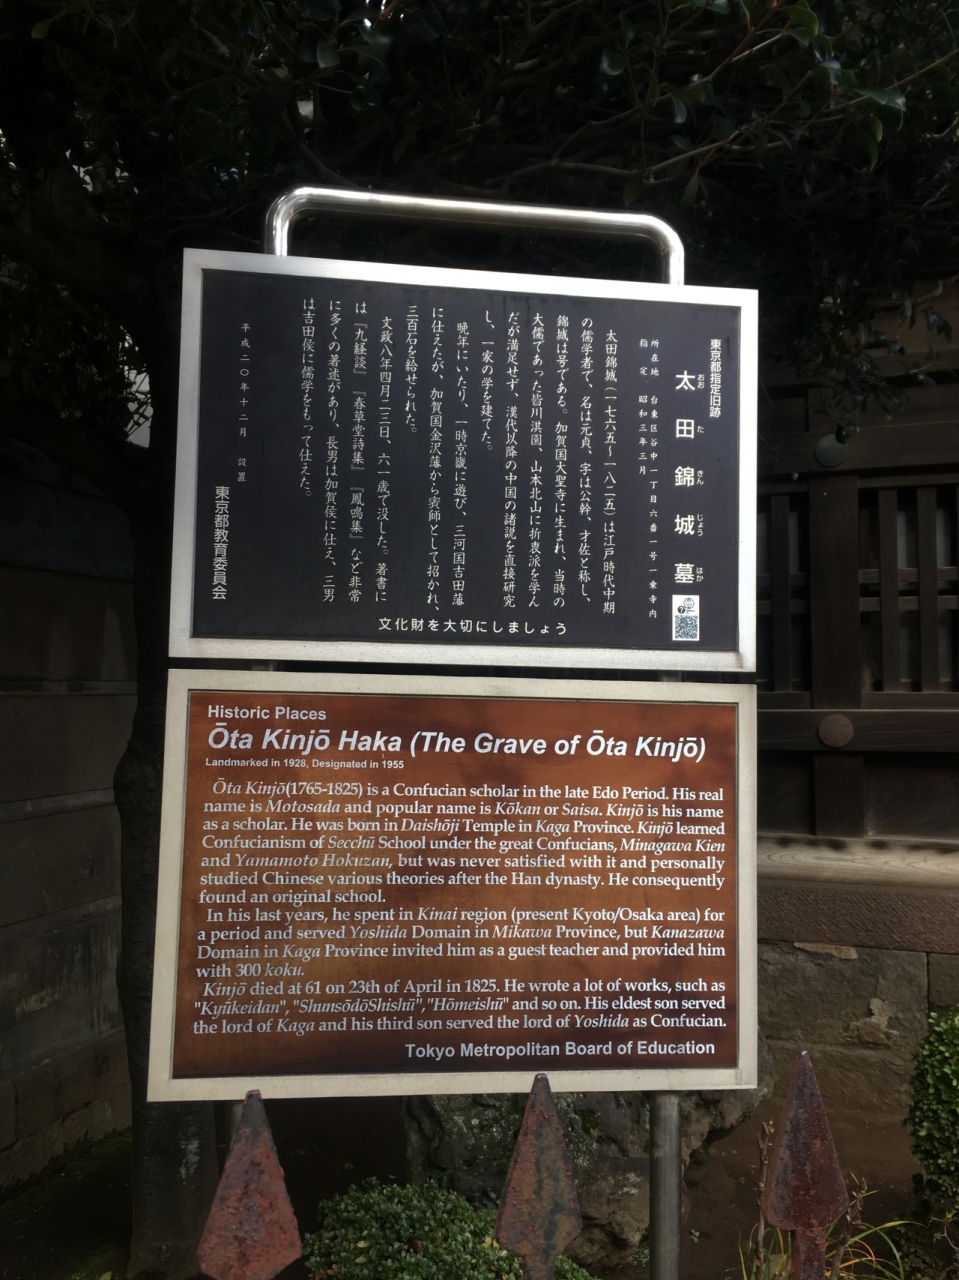 東京都指定旧跡
太田錦城墓
おおたきんじょうはか
所在地 台東区谷中一丁目六番一号一乗寺内
指定 昭和三年三月
太田錦城(一七六五~一八二五)は江戸時代中期
の儒学者で、名は元貞、字は公幹、才佐と称し、
錦城は号である。加賀国大聖寺に生まれ、当時の
大儒であった皆川淇園、山本北山に折衷派を学ん
だが満足せず、漢代以降の中国の諸説を直接研究
し、一家の学を建てた。
晩年にいたり、一時京畿に遊び、三河国吉田藩
に仕えたが、加賀国金沢藩から賓師として招かれ、
三百石を給せられた。
文政八年四月二三日、六一歳で没した。著書に
は『九経談』『春草堂詩集』『鳳鳴集』など非常
に多くの著述があり、長男は加賀侯に仕え、三男
は吉田侯に儒学をもって仕えた。
平成二〇年十二月 設置
東京都教育委員会
文化財を大切にしましょう
Historic Places
Ōta Kinjō Haka (The Grave of Ōta Kinjō)
Landmarked in 1928, Designated in 1955
Ōta Kinjō(1765-1825) is a Confucian scholar in the late Edo Period. His real
name is Motosada and popular name is Kōkan or Saisa. Kinjō is his name
as a scholar. He was born in Daishōji Temple in Kaga Province. Kinjō learned
Confucianism of Secchū School under the great Confucians, Minagawa Kien
and Yamamoto Hokuzan, but was never satisfied with it and personally
studied Chinese various theories after the Han dynasty. He consequently
found an original school.
In his last years, he spent in Kinai region (present Kyoto/Osaka area) for
a period and served Yoshida Domain in Mikawa Province, but Kanazawa
Domain in Kaga Province invited him as a guest teacher and provided him
with 300 koku.
Kinjō died at 61 on 23th of April in 1825. He wrote a lot of works, such as
"Kyūkeidan", "ShunsōdōShishū", "Hōmeishū" and so on. His eldest son served
the lord of Kaga and his third son served the lord of Yoshida as Confucian.
Tokyo Metropolitan Board of Education